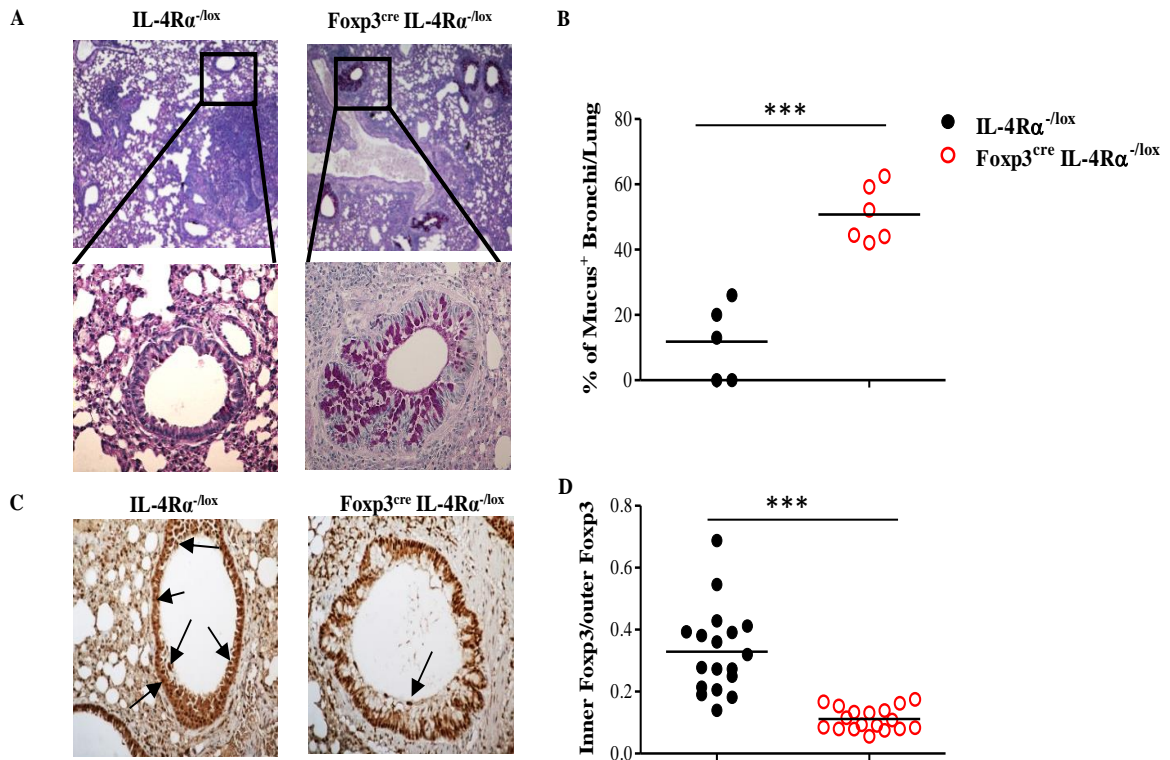 A
IL-4Rα-/lox
Foxp3cre IL-4Rα-/lox
B
% of Mucus+ Bronchi/Lung
80
60
40
20
0
***
IL-4Rα-/lox
Foxp3cre IL-4Rα-/lox
C
IL-4Rα-/lox
Foxp3cre IL-4Rα-/lox
D
Inner Foxp3/outer Foxp3
0.8
0.6
0.4
0.2
0.0
***